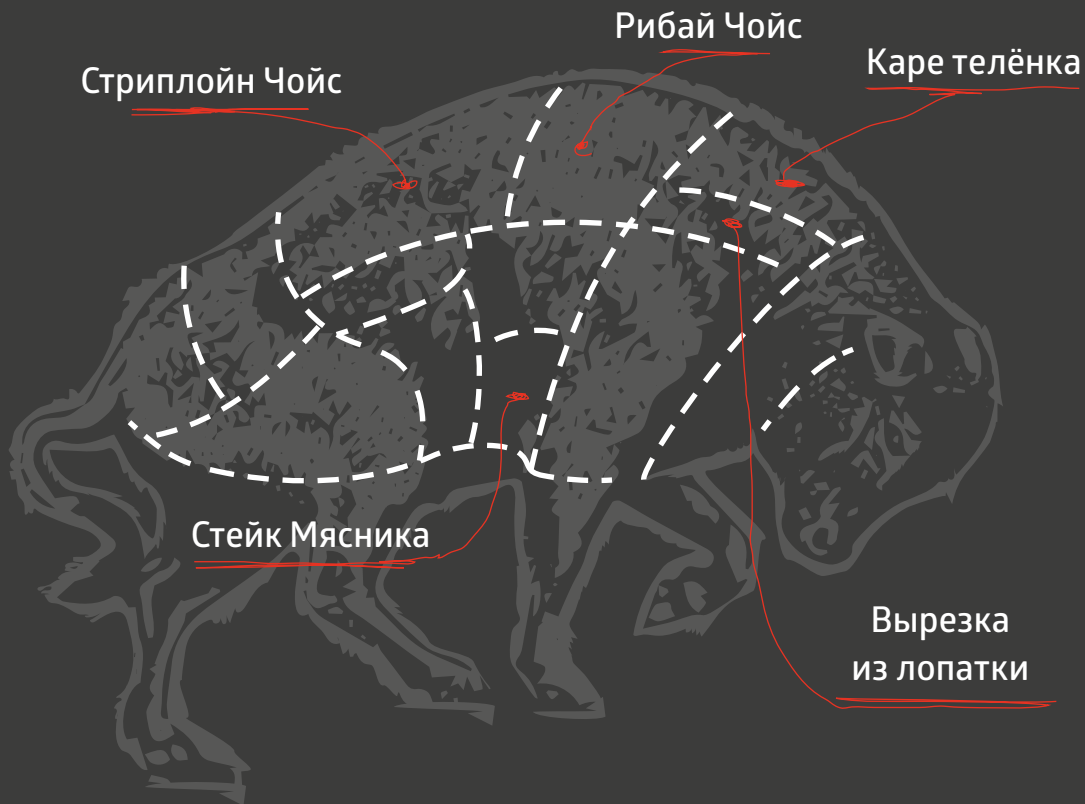 Рибай Чойс
Каре телёнка
Стриплойн Чойс
Стейк Мясника
Вырезка
из лопатки